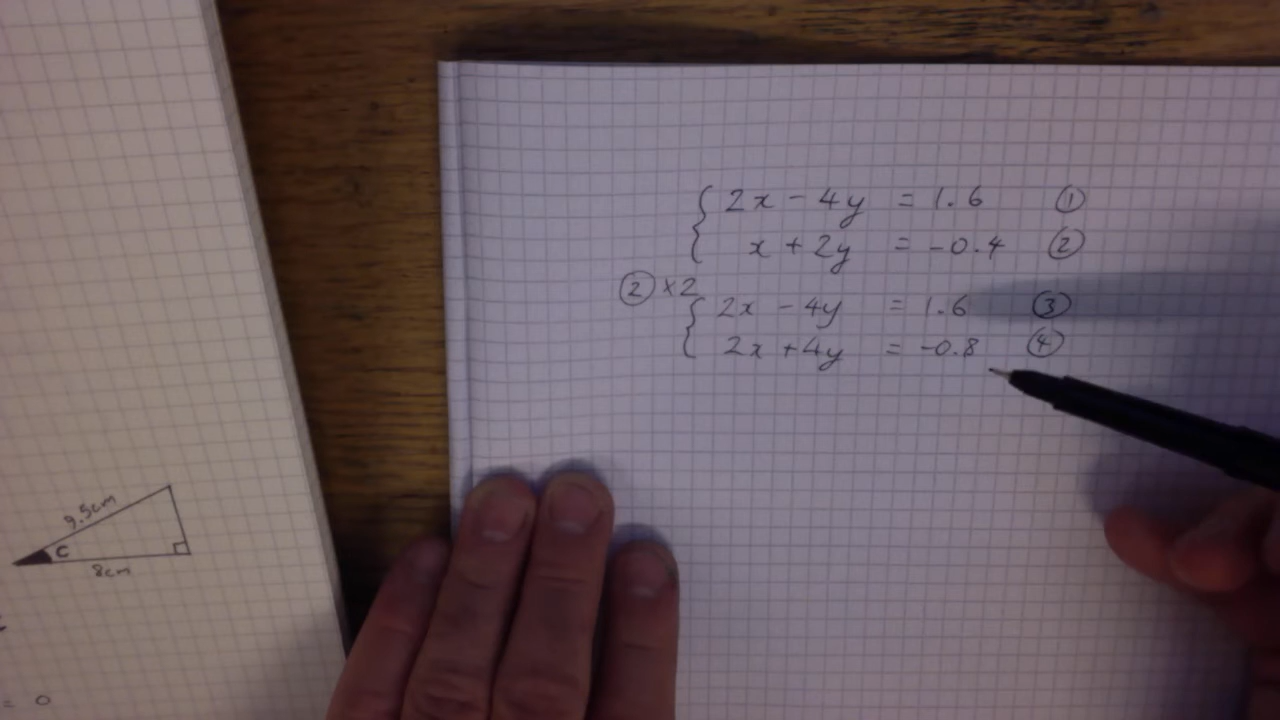 2x - 4y = 1.6 ①
x + 2y = -0.4 ②
② × 2
2x - 4y = 1.6 ③
2x + 4y = -0.8 ④
9.5cm
C
8cm
= 0